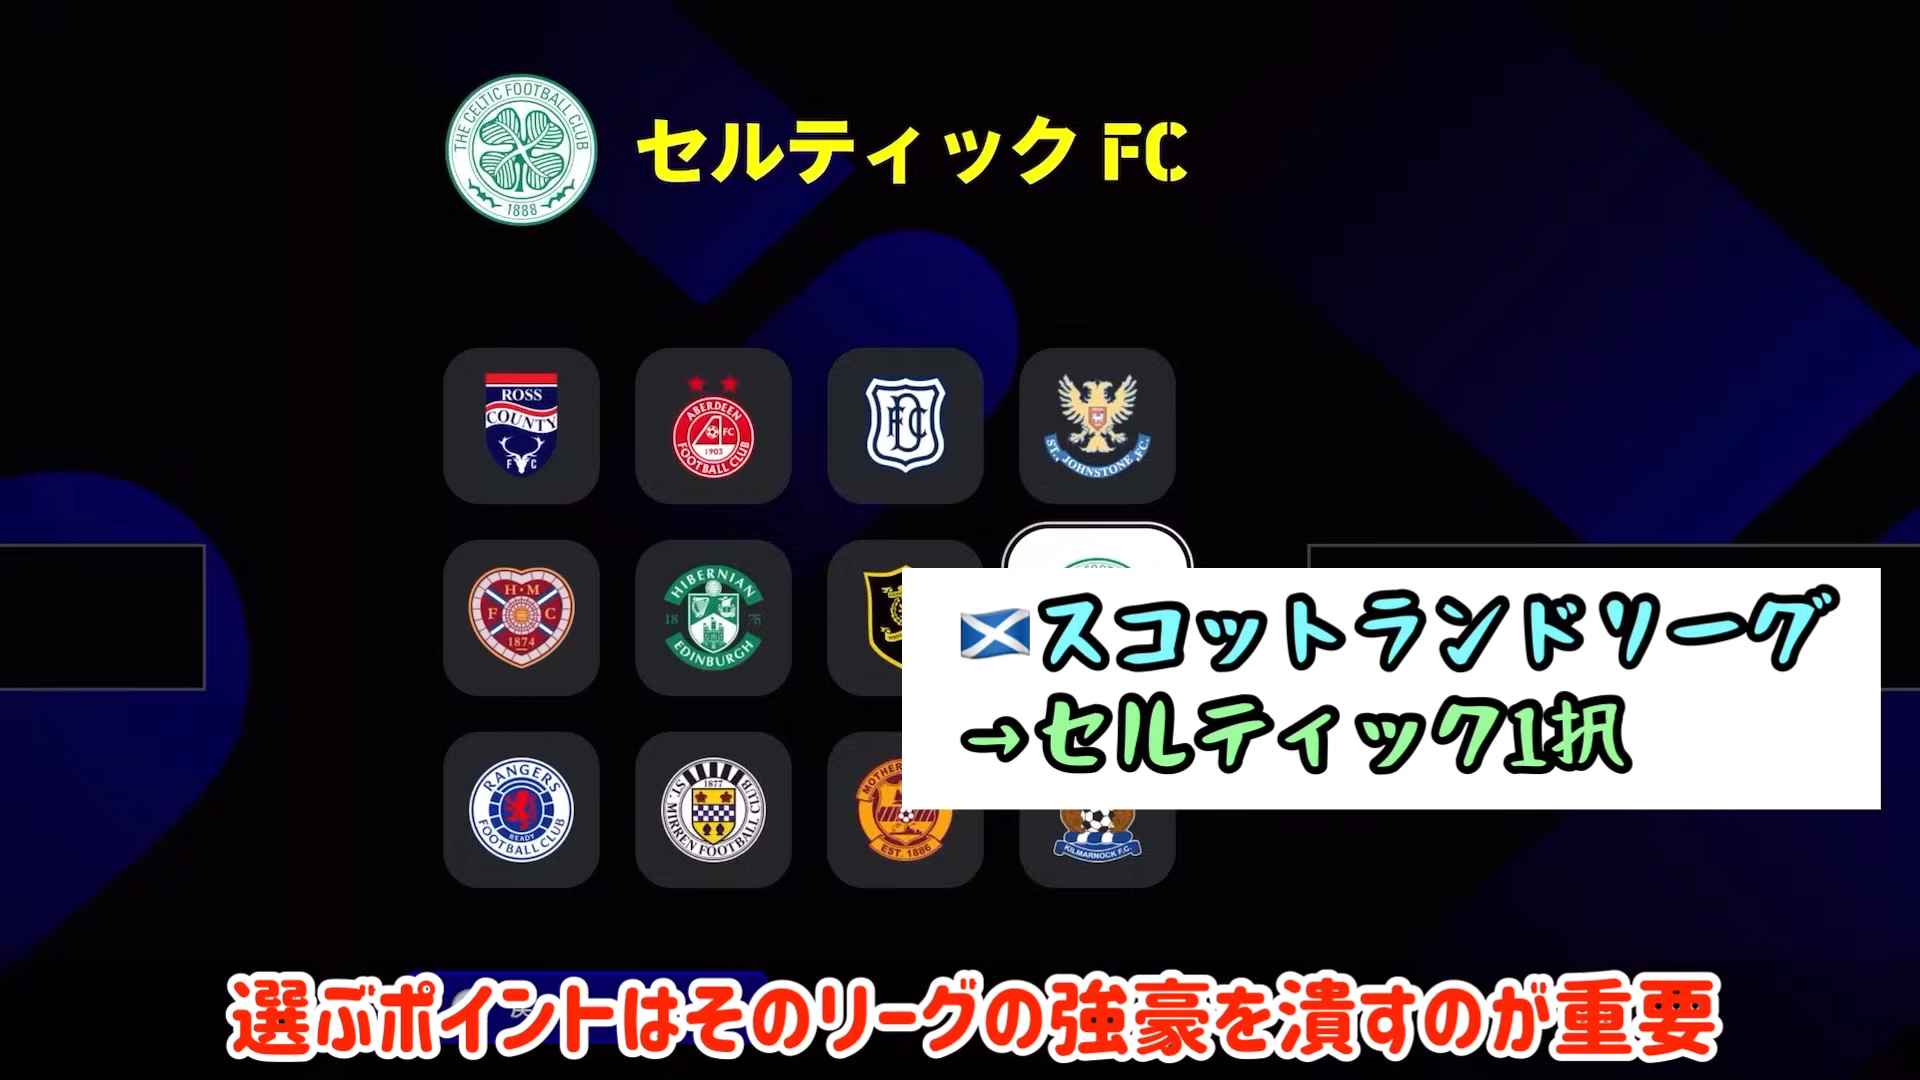 THE CELTIC FOOTBALL CLUB
1888
セルティック FC
ROSS
COUNTY
F C
ABERDEEN
FC
1903
FOOTBALL CLUB
DFC
ST. JOHNSTONE F.C.
H·M
F C
1874
HIBERNIAN
18 75
EDINBURGH
🏴󠁧󠁢󠁳󠁣󠁴󠁿スコットランドリーグ
→セルティック1択
RANGERS
READY
FOOTBALL CLUB
1877
ST. MIRREN FOOTBALL CLUB
MOTHER
EST. 1886
KILMARNOCK F.C.
選ぶポイントはそのリーグの強豪を潰すのが重要